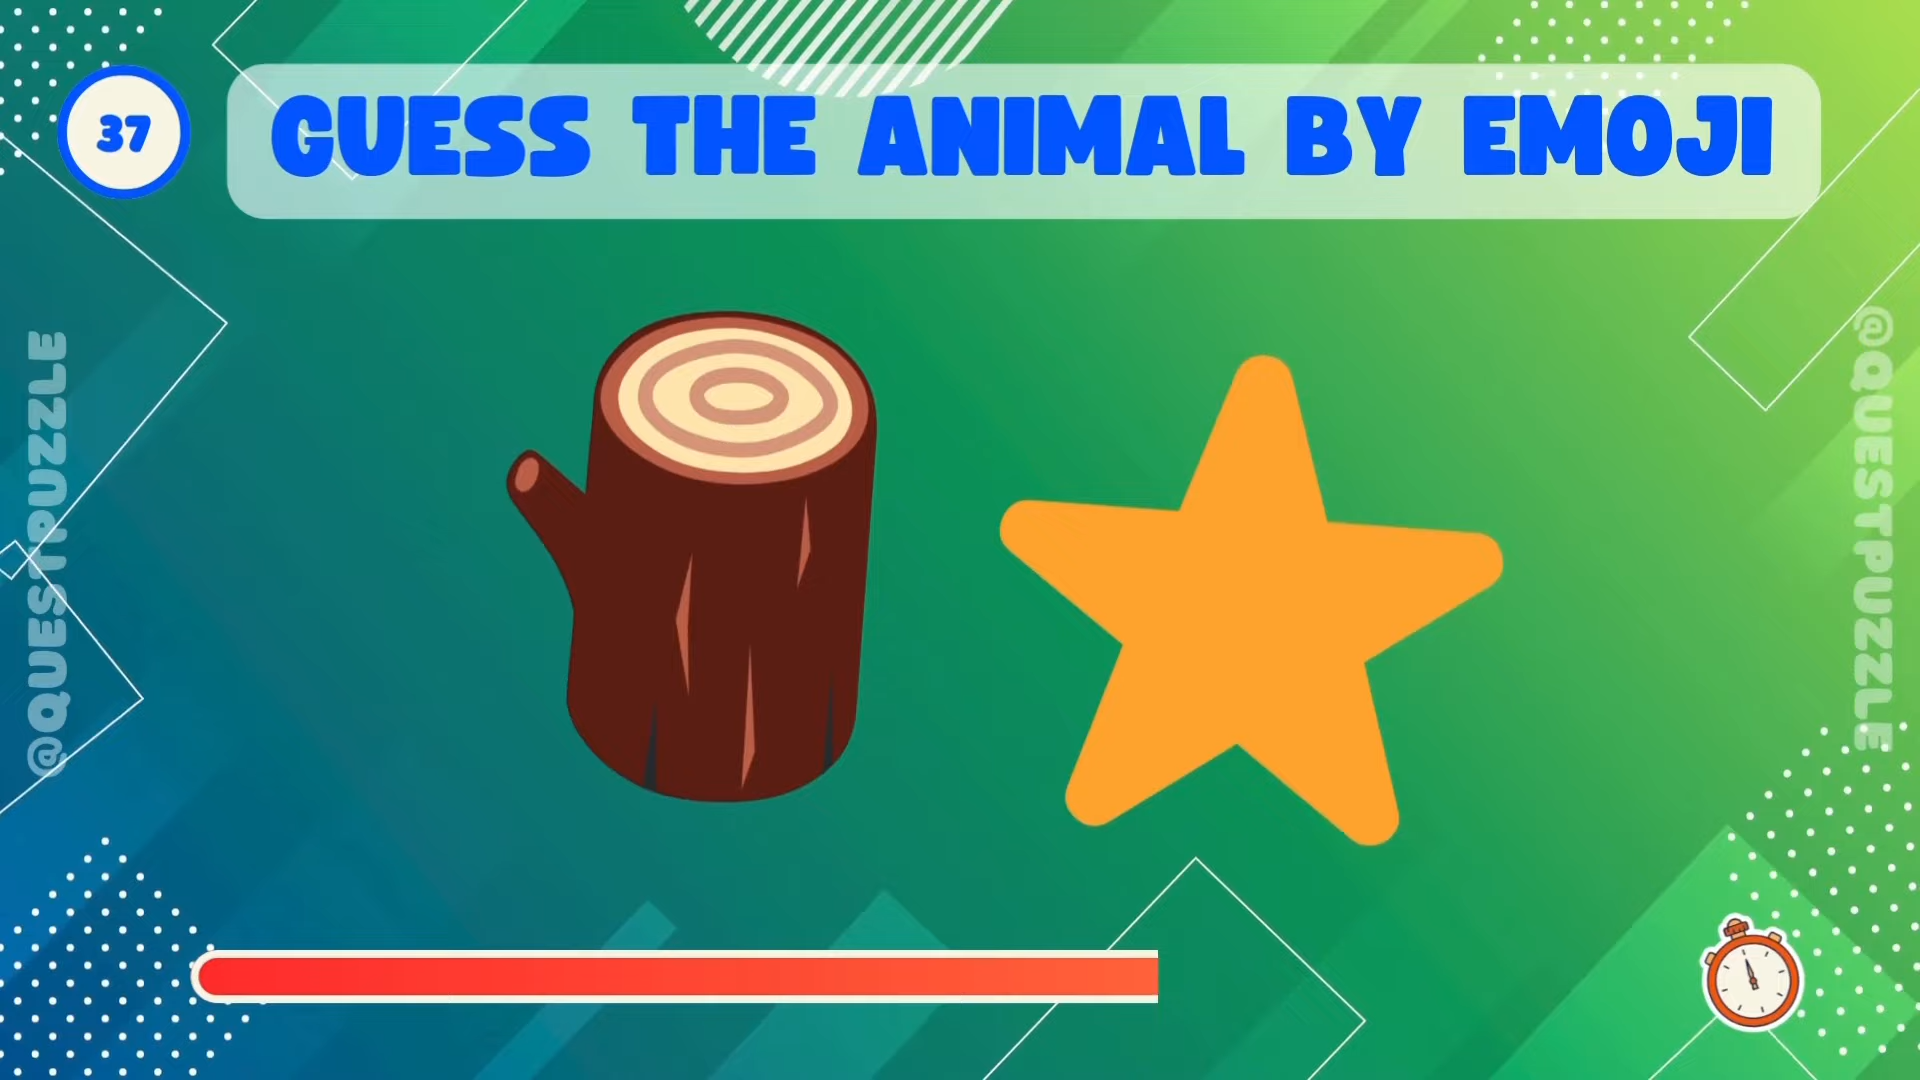 37
GUESS THE ANIMAL BY EMOJI
@QUESTPUZZLE
@QUESTPUZZLE